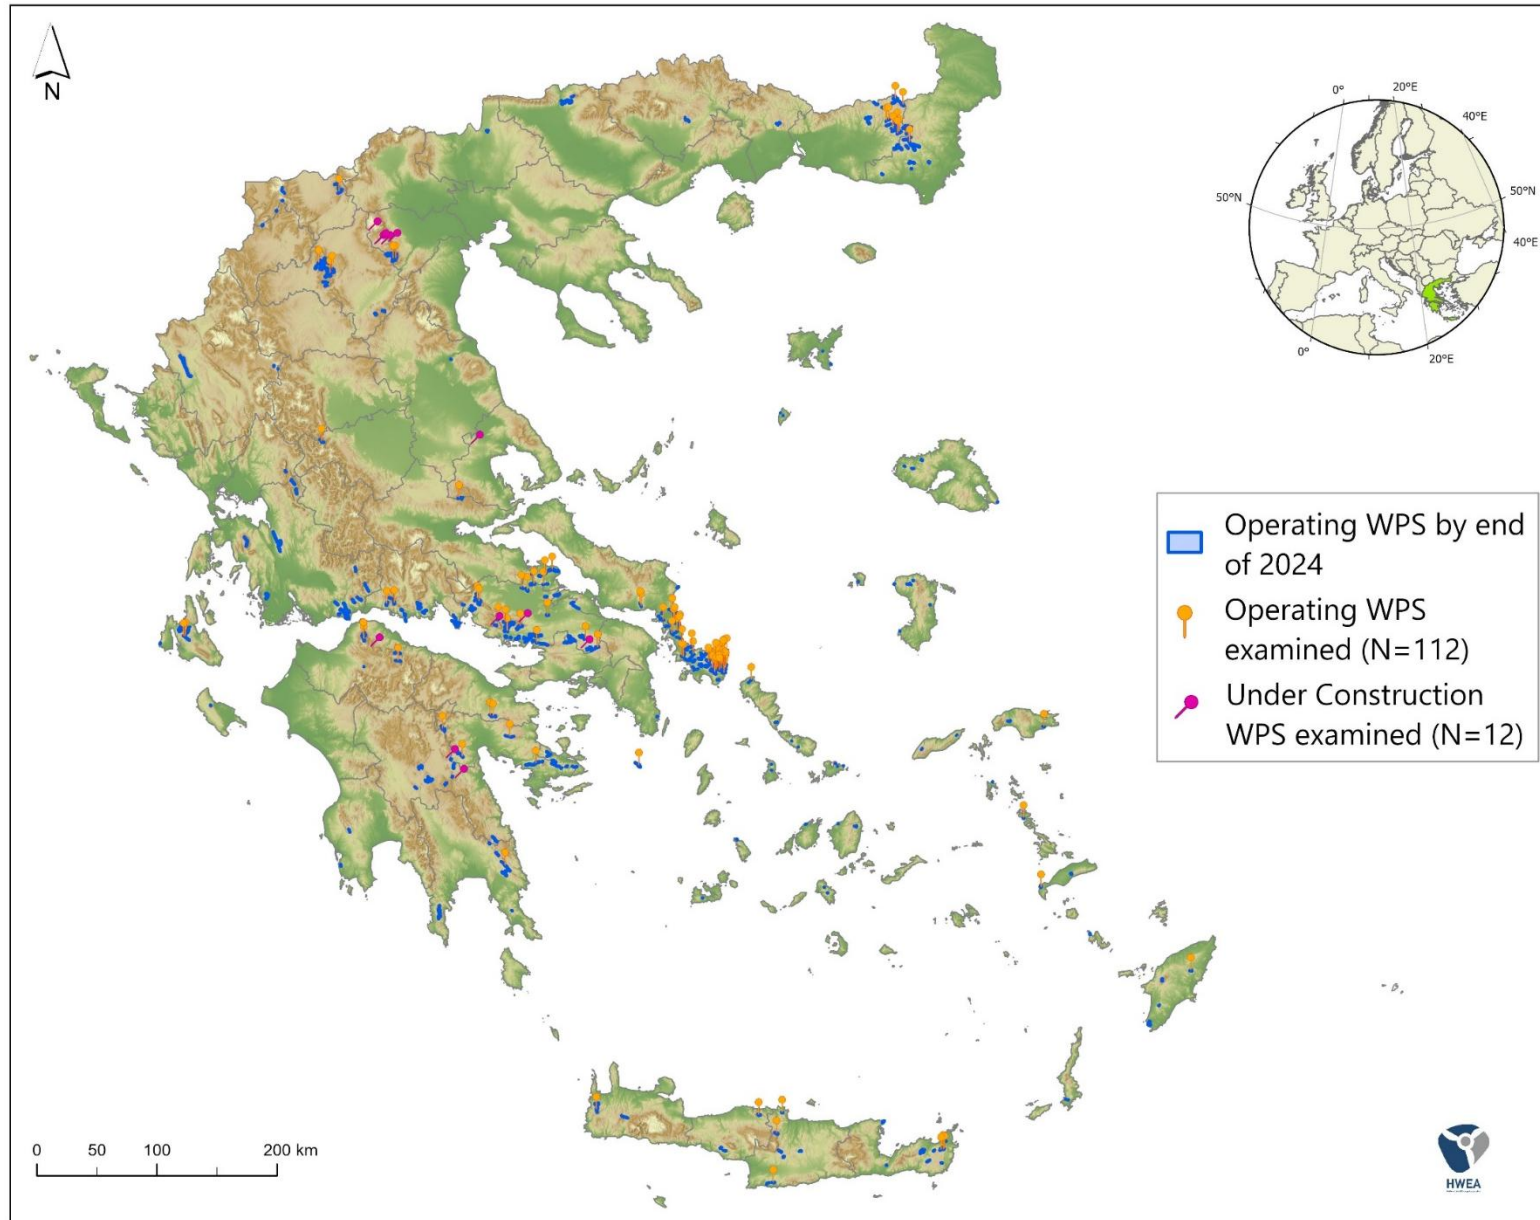 N
0°
20°E
40°E
50°N
50°N
40°E
0°
20°E
Operating WPS by end
of 2024
Operating WPS
examined (N=112)
Under Construction
WPS examined (N=12)
0 50 100 200 km
HWEA